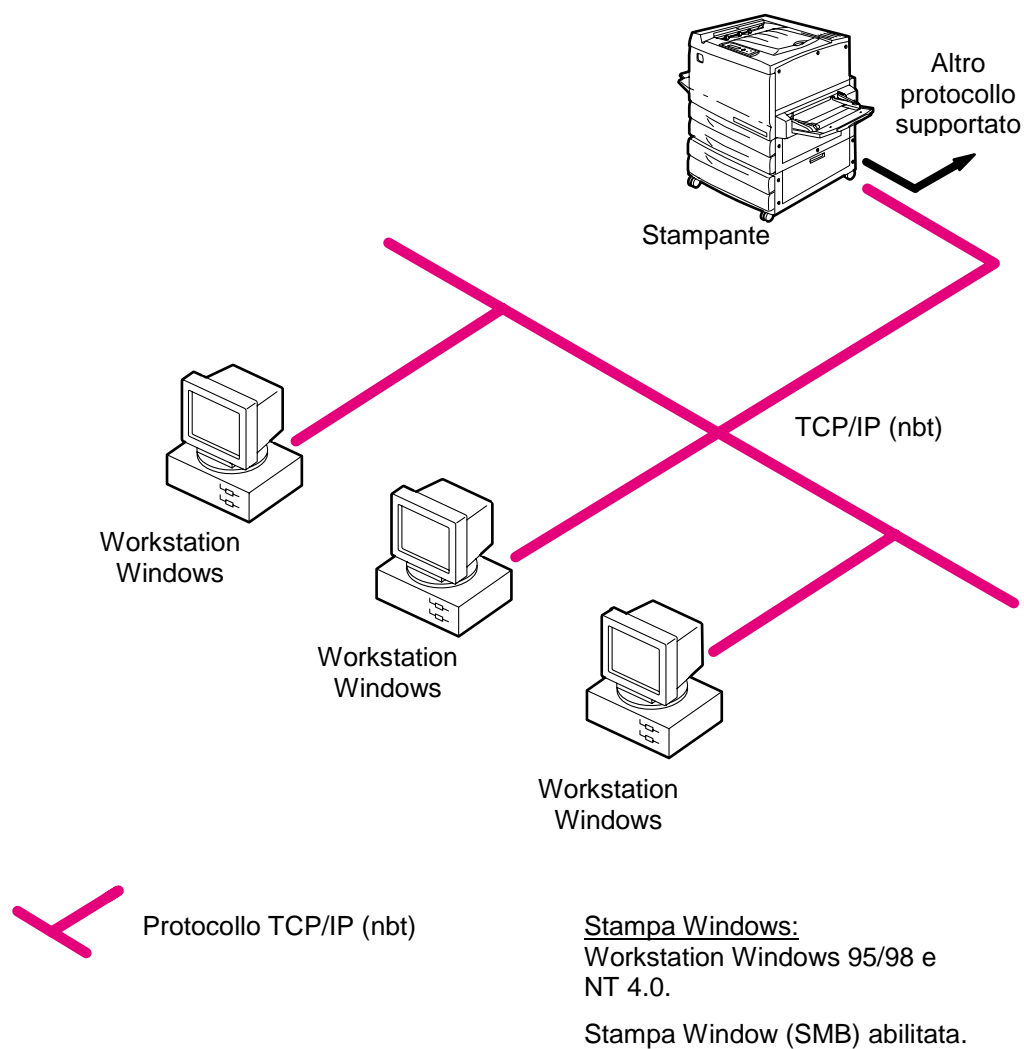 Altro
protocollo
supportato
Stampante
TCP/IP (nbt)
Workstation
Windows
Workstation
Windows
Workstation
Windows
Protocollo TCP/IP (nbt)
Stampa Windows:
Workstation Windows 95/98 e
NT 4.0.
Stampa Window (SMB) abilitata.